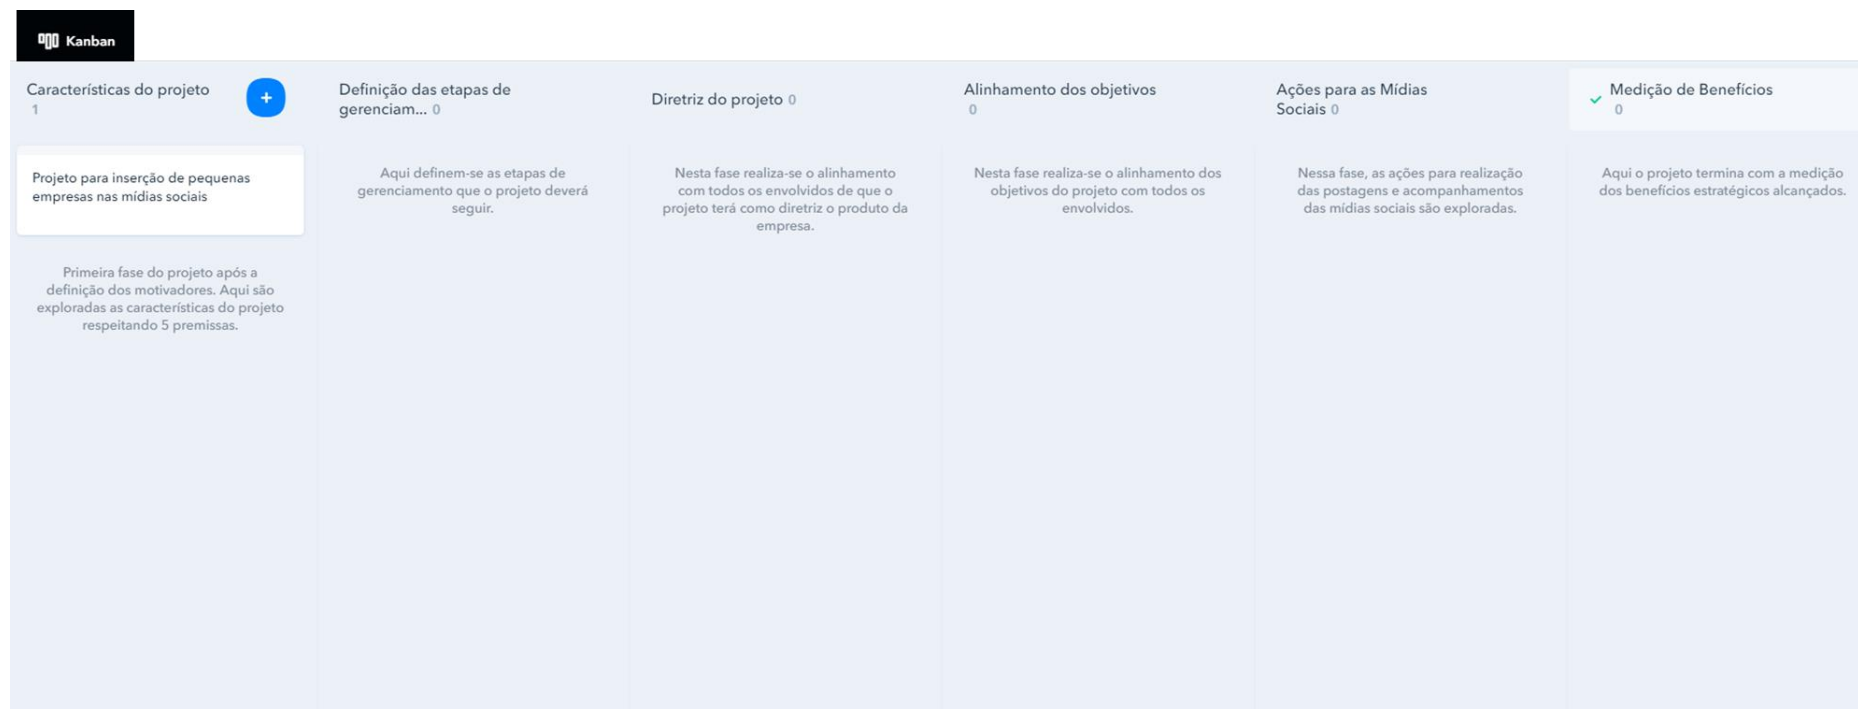 Kanban
Características do projeto
1
+
Projeto para inserção de pequenas
empresas nas mídias sociais
Primeira fase do projeto após a
definição dos motivadores. Aqui são
exploradas as característica do projeto
respeitando 5 premissas.
Definição das etapas de
gerenciam... 0
Aqui definem-se as etapas de
gerenciamento que o projeto deverá
seguir.
Diretriz do projeto 0
Nesta fase realiza-se o alinhamento
com todos os envolvidos de que o
projeto terá como diretriz o produto da
empresa.
Alinhamento dos objetivos
0
Nesta fase realiza-se o alinhamento dos
objetivos do projeto com todos os
envolvidos.
Ações para as Mídias
Sociais 0
Nessa fase, as ações para realização
das postagens e acompanhamentos
das mídias sociais são exploradas.
Medição de Benefícios
0
Aqui o projeto termina com a medição
dos benefícios estratégicos alcançados.